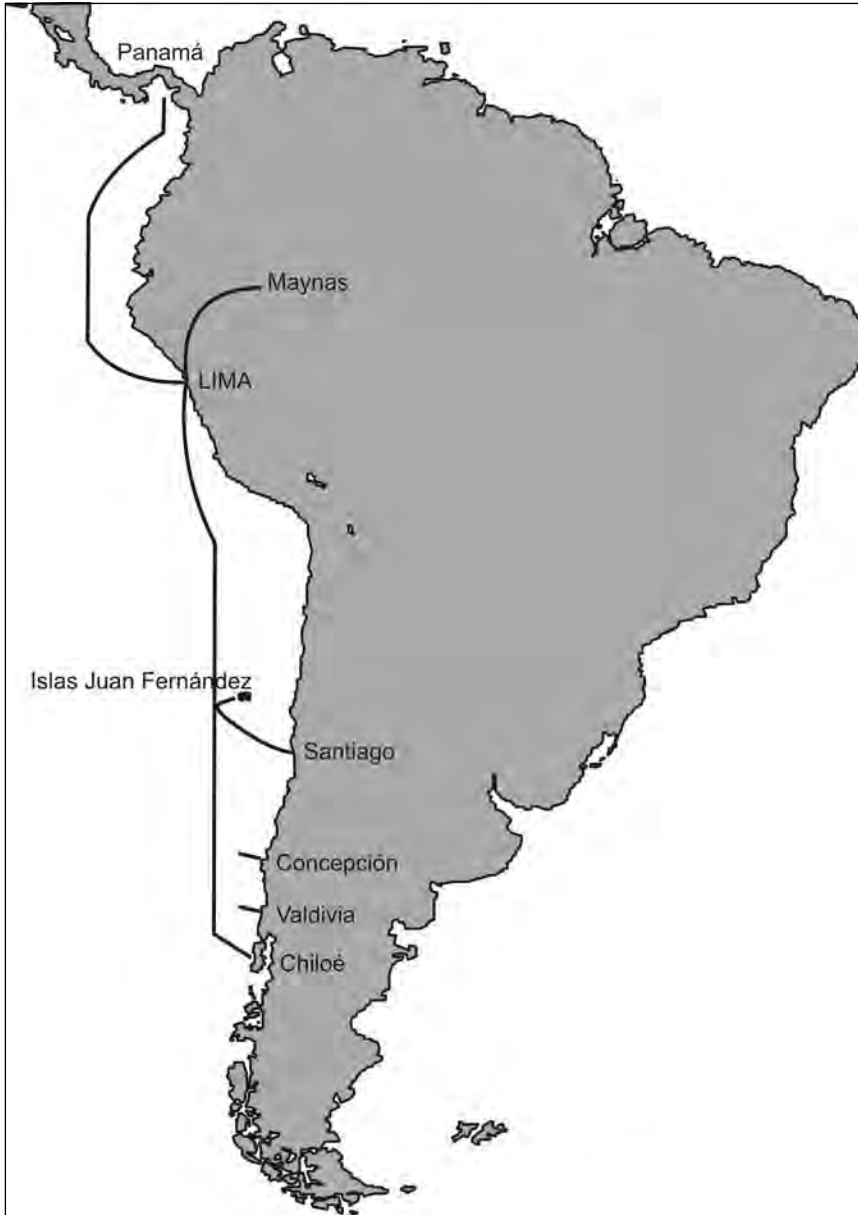 Panamá
Maynas
LIMA
Islas Juan Fernández
Santiago
Concepción
Valdivia
Chiloé